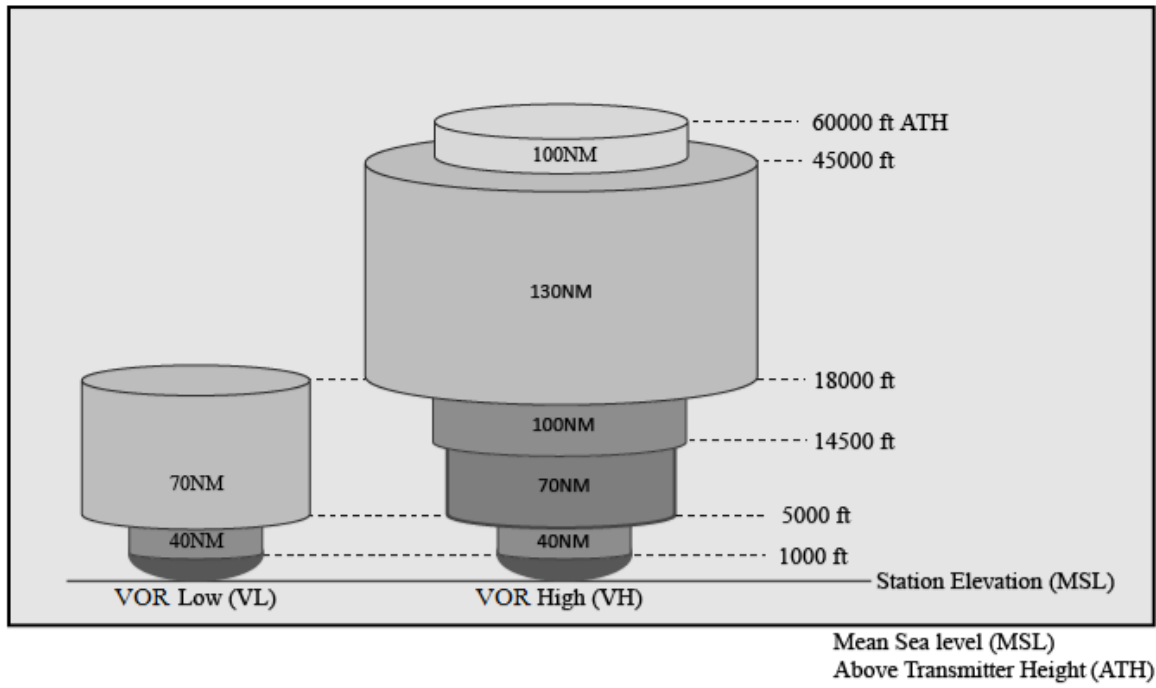 60000 ft ATH
100NM
45000 ft
130NM
18000 ft
100NM
14500 ft
70NM
70NM
5000 ft
40NM
40NM
1000 ft
Station Elevation (MSL)
VOR Low (VL)
VOR High (VH)
Mean Sea level (MSL)
Above Transmitter Height (ATH)